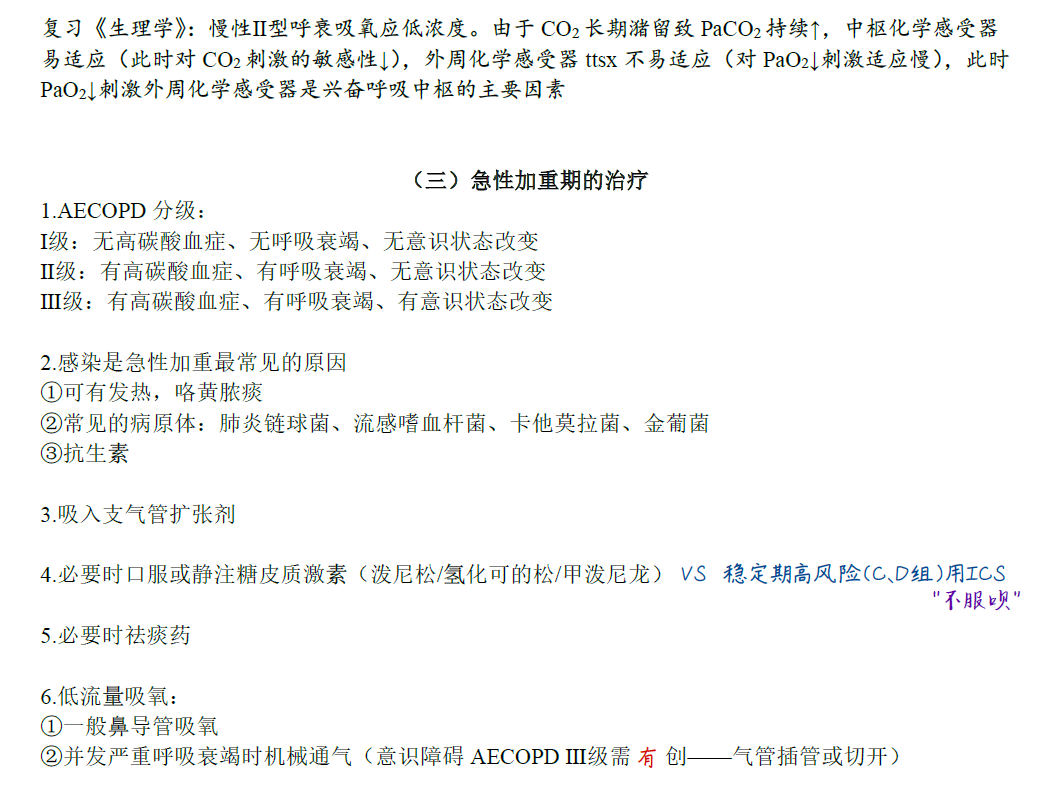 复习《生理学》：慢性II型呼衰吸氧应低浓度。由于 CO₂ 长期潴留致 PaCO₂ 持续↑，中枢化学感受器
易适应（此时对 CO₂ 刺激的敏感性↓），外周化学感受器 ttsx 不易适应（对 PaO₂↓刺激适应慢），此时
PaO₂↓刺激外周化学感受器是兴奋呼吸中枢的主要因素
（三）急性加重期的治疗
1.AECOPD 分级：
I级：无高碳酸血症、无呼吸衰竭、无意识状态改变
II级：有高碳酸血症、有呼吸衰竭、无意识状态改变
III级：有高碳酸血症、有呼吸衰竭、有意识状态改变
2.感染是急性加重最常见的原因
①可有发热，咯黄脓痰
②常见的病原体：肺炎链球菌、流感嗜血杆菌、卡他莫拉菌、金葡菌
③抗生素
3.吸入支气管扩张剂
4.必要时口服或静注糖皮质激素（泼尼松/氢化可的松/甲泼尼龙） VS 稳定期高风险(C、D组)用ICS
"不服呗"
5.必要时祛痰药
6.低流量吸氧：
①一般鼻导管吸氧
②并发严重呼吸衰竭时机械通气（意识障碍 AECOPD III级需 有 创——气管插管或切开）